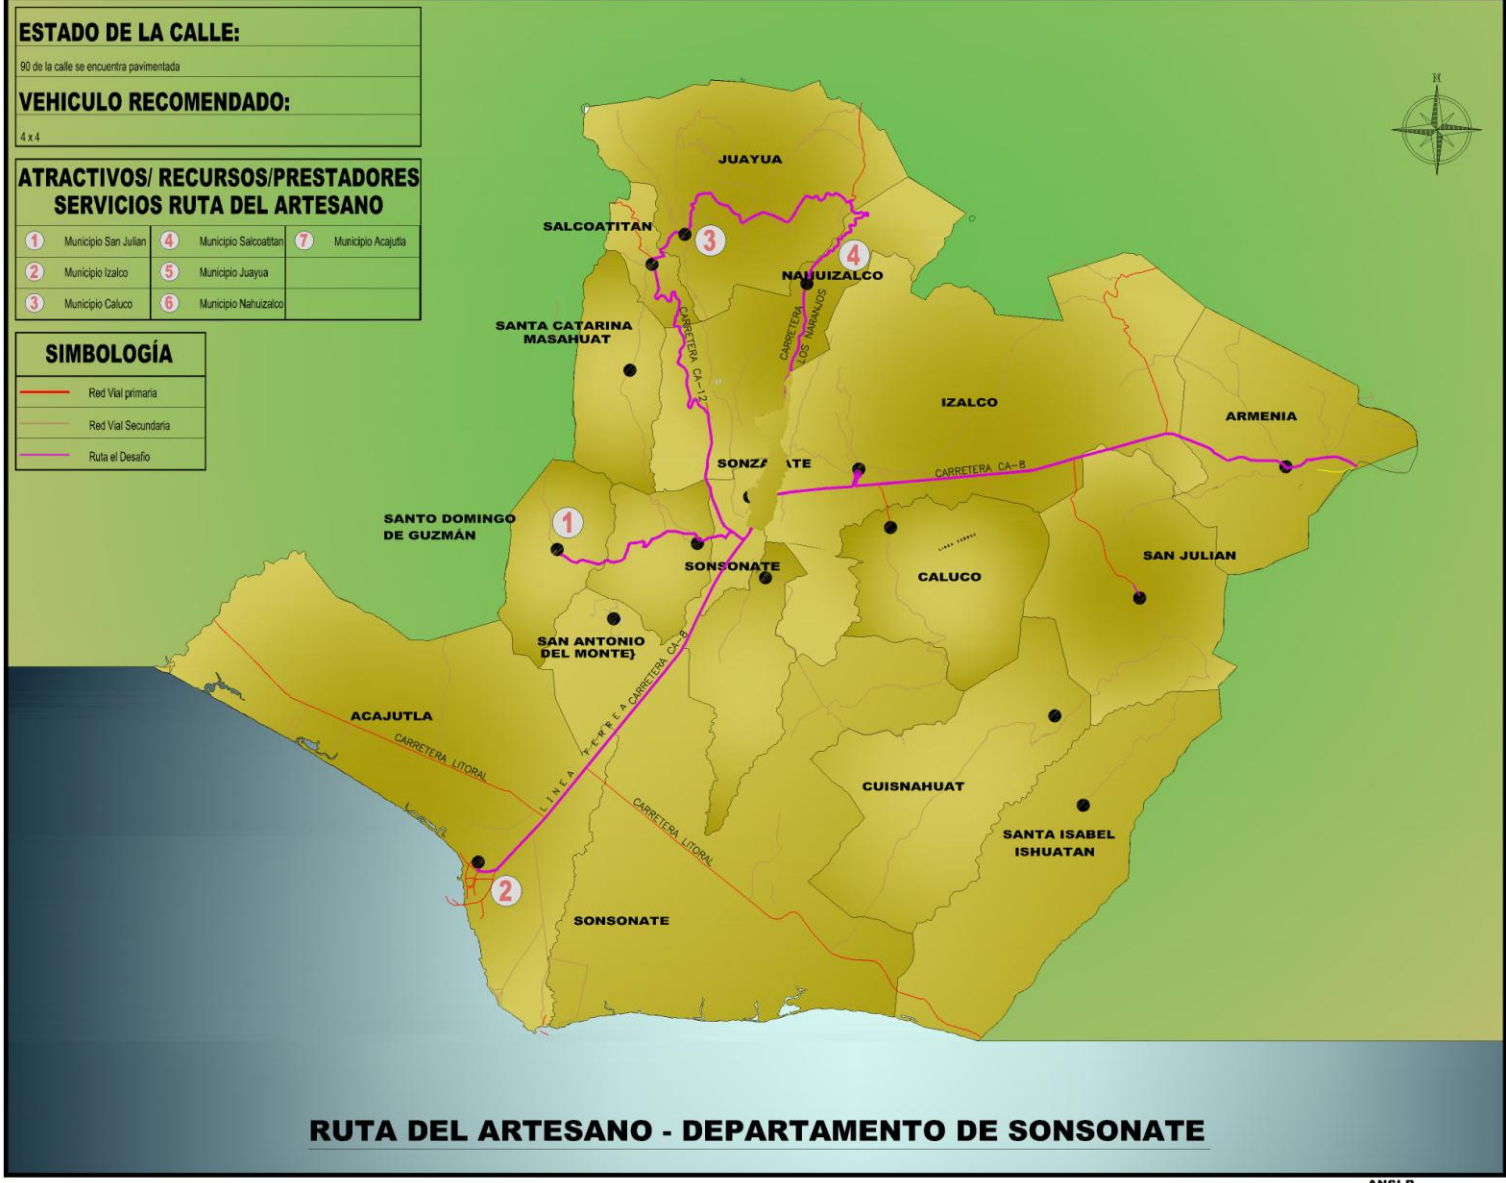 ESTADO DE LA CALLE:
90 de la calle se encuentra pavimentada
VEHICULO RECOMENDADO:
4 x 4
ATRACTIVOS/ RECURSOS/PRESTADORES
SERVICIOS RUTA DEL ARTESANO
1 Municipio San Julian 4 Municipio Salcoatitan 7 Municipio Acajutla
2 Municipio Izalco 5 Municipio Juayua
3 Municipio Caluco 6 Municipio Nahuizalco
SIMBOLOGÍA
Red Vial primaria
Red Vial Secundaria
Ruta el Desafio
N
JUAYUA
SALCOATITAN
3
4
NAHUIZALCO
SANTA CATARINA
MASAHUAT
CARRETERA CA-12
CARRETERA
LOS NARANJOS
IZALCO
ARMENIA
SONZA ATE
CARRETERA CA-8
SANTO DOMINGO
DE GUZMÁN
1
SONSONATE
CALUCO
SAN JULIAN
SAN ANTONIO
DEL MONTE}
LINEA FERREA
CARRETERA CA-8
ACAJUTLA
CARRETERA LITORAL
CARRETERA LITORAL
CUISNAHUAT
SANTA ISABEL
ISHUATAN
2
SONSONATE
RUTA DEL ARTESANO - DEPARTAMENTO DE SONSONATE